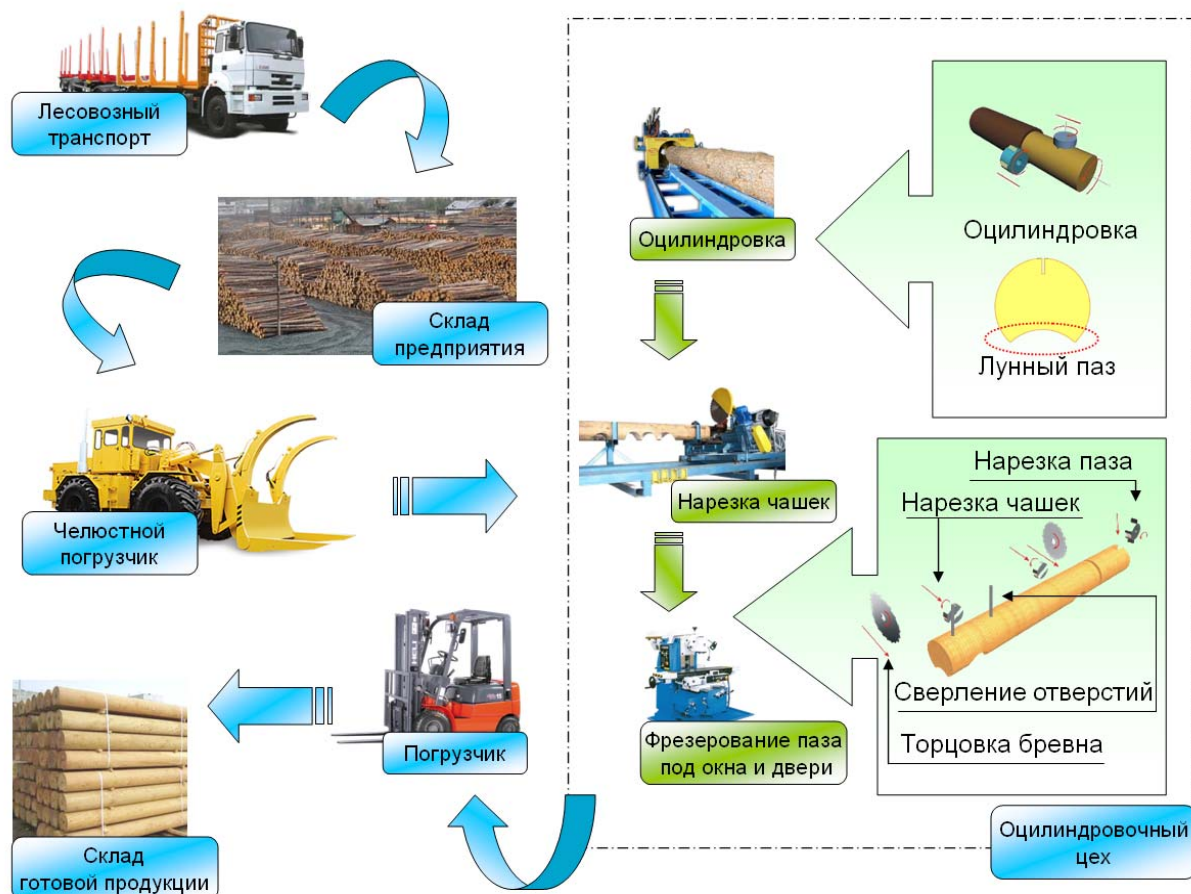 Лесовозный
транспорт
Склад
предприятия
Челюстной
погрузчик
Оцилиндровка
Оцилиндровка
Лунный паз
Нарезка чашек
Нарезка паза
Нарезка чашек
Сверление отверстий
Торцовка бревна
Фрезерование паза
под окна и двери
Оцилиндровочный
цех
Погрузчик
Склад
готовой продукции